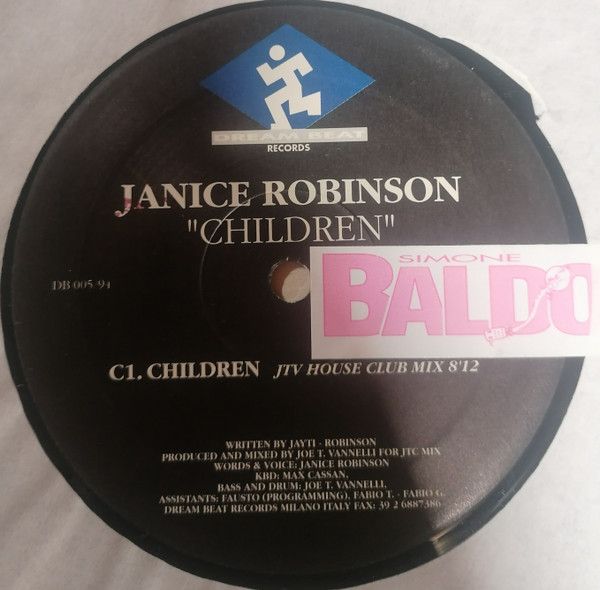 DREAM BEAT
RECORDS
JANICE ROBINSON
"CHILDREN"
DB 005-94
SIMONE
BALDO
C1. CHILDREN JTV HOUSE CLUB MIX 8'12
WRITTEN BY JAYTI - ROBINSON
PRODUCED AND MIXED BY JOE T. VANNELLI FOR JTC MIX
WORDS & VOICE: JANICE ROBINSON
KBD: MAX CASSAN,
BASS AND DRUM: JOE T. VANNELLI,
ASSISTANTS: FAUSTO (PROGRAMMING), FABIO T. - FABIO G.
DREAM BEAT RECORDS MILANO ITALY FAX: 39 2 6887386